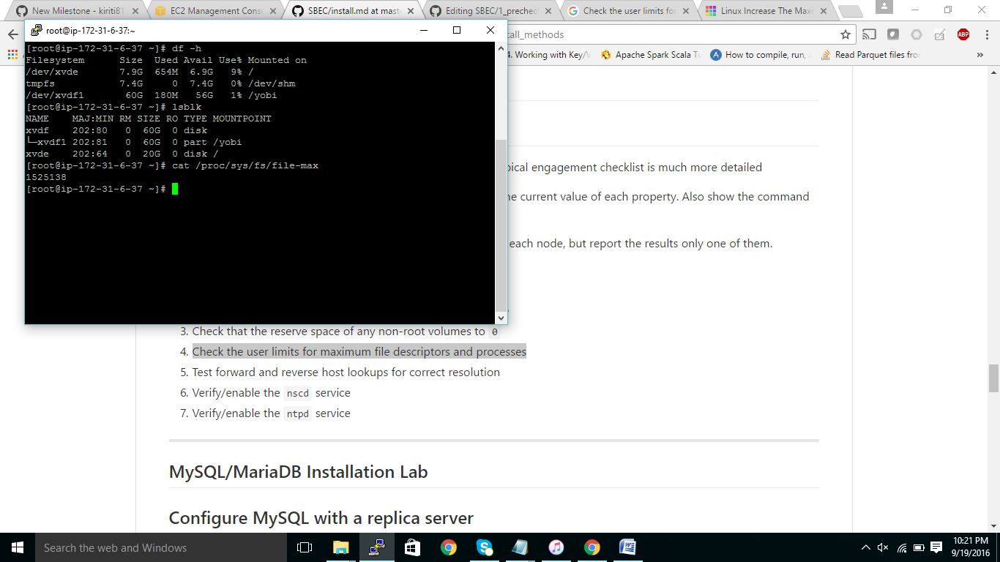 New Milestone - kiriti81
EC2 Management Cons
SBEC/install.md at mast
Editing SBEC/1_precheck
Check the user limits fo
Linux Increase The Maxi
all_methods
ABP
4. Working with Key/V
Apache Spark Scala Tu
How to compile, run,
Read Parquet files fro
»
root@ip-172-31-6-37:~
[root@ip-172-31-6-37 ~]# df -h
Filesystem      Size  Used Avail Use% Mounted on
/dev/xvde       7.9G  654M  6.9G   9% /
tmpfs           7.4G     0  7.4G   0% /dev/shm
/dev/xvdf1       60G  180M   56G   1% /yobi
[root@ip-172-31-6-37 ~]# lsblk
NAME    MAJ:MIN RM SIZE RO TYPE MOUNTPOINT
xvdf    202:80   0  60G  0 disk
└─xvdf1 202:81   0  60G  0 part /yobi
xvde    202:64   0  20G  0 disk /
[root@ip-172-31-6-37 ~]# cat /proc/sys/fs/file-max
1525138
[root@ip-172-31-6-37 ~]#
pical engagement checklist is much more detailed
he current value of each property. Also show the command
each node, but report the results only one of them.
3. Check that the reserve space of any non-root volumes to 0
4. Check the user limits for maximum file descriptors and processes
5. Test forward and reverse host lookups for correct resolution
6. Verify/enable the nscd service
7. Verify/enable the ntpd service
MySQL/MariaDB Installation Lab
Configure MySQL with a replica server
Search the web and Windows
10:21 PM
9/19/2016